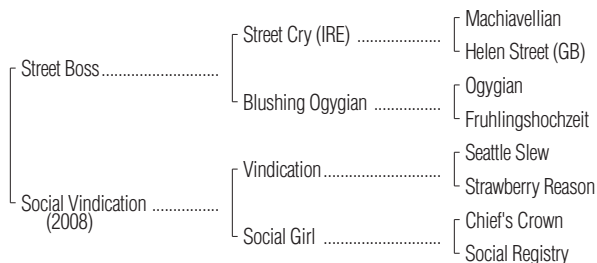 Machiavellian
Street Cry (IRE) ..................
Helen Street (GB)
Street Boss.........................
Ogygian
Blushing Ogygian ...............
Fruhlingshochzeit
Seattle Slew
Vindication..........................
Strawberry Reason
Social Vindication ..............
(2008)
Chief's Crown
Social Girl ..........................
Social Registry